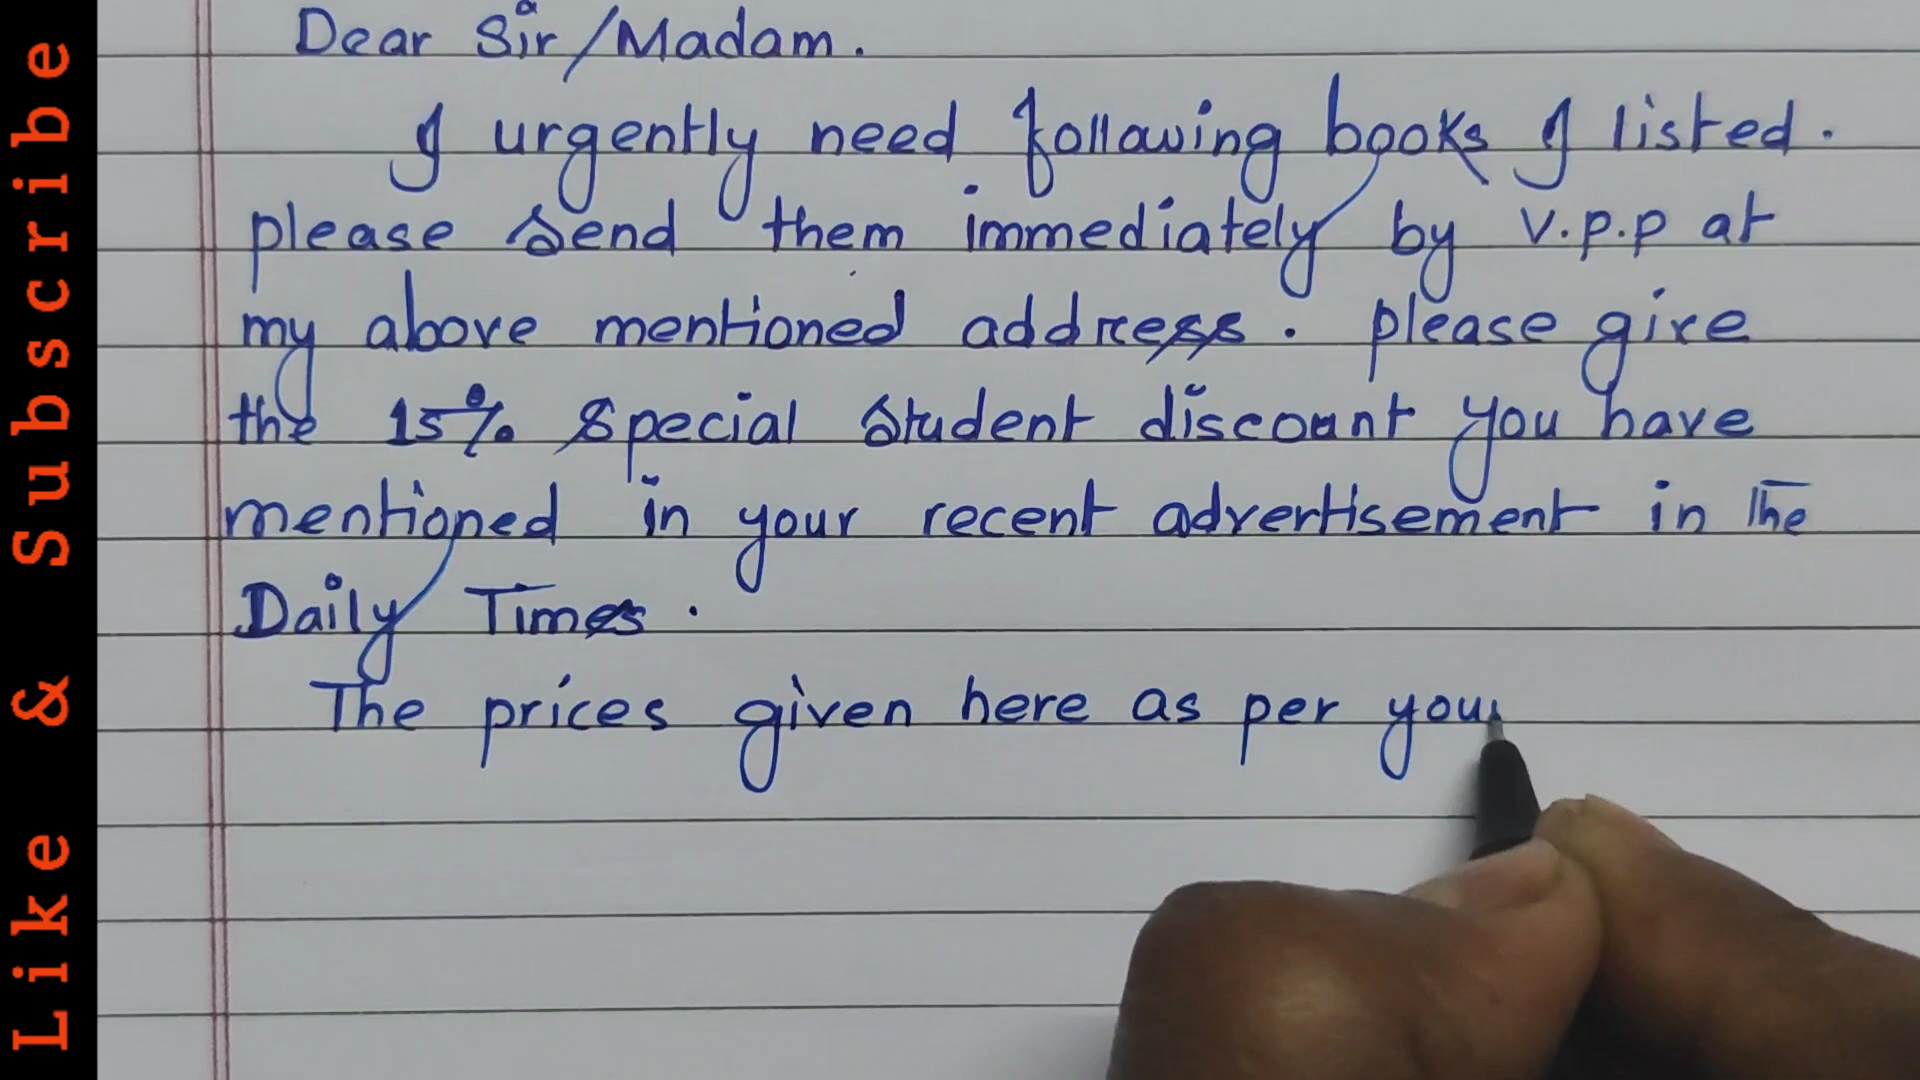 Like & Subscribe
Dear Sir/Madam.
I urgently need following books I listed.
please send them immediately by v.p.p at
my above mentioned address. please give
the 15% special student discount you have
mentioned in your recent advertisement in the
Daily Times.
The prices given here as per your